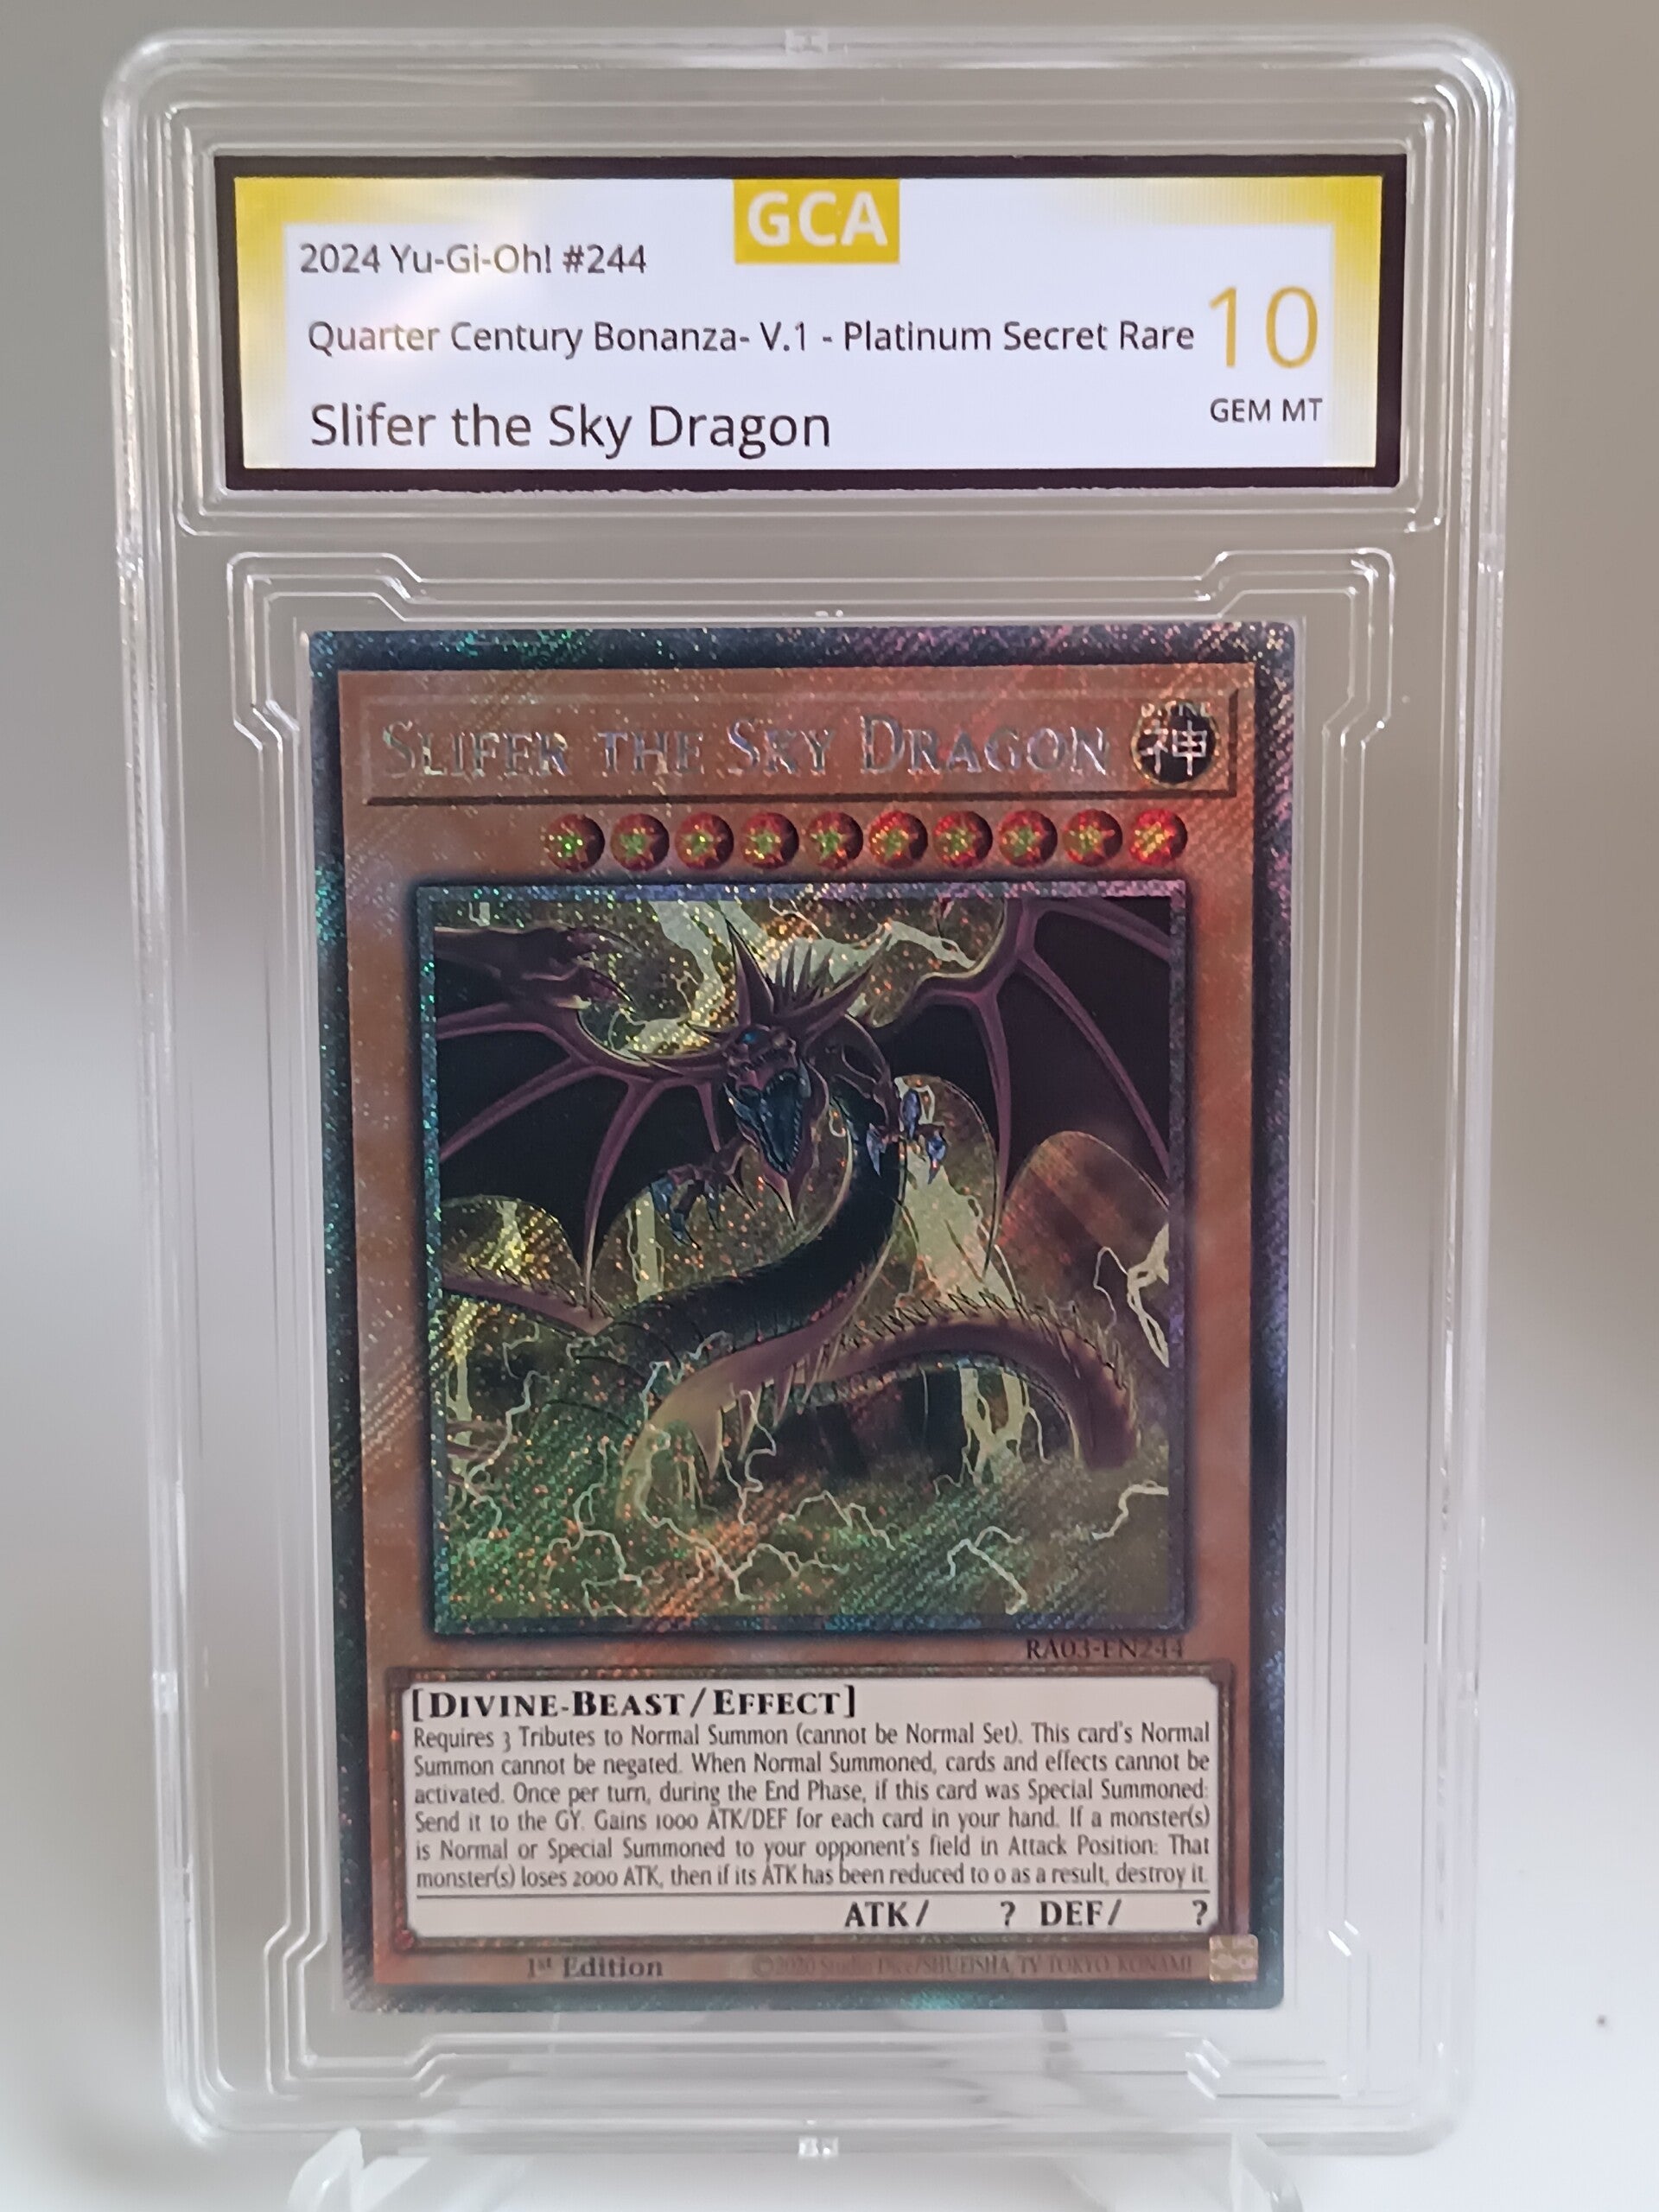 GCA
2024 Yu-Gi-Oh! #244
Quarter Century Bonanza- V.1 - Platinum Secret Rare
10
GEM MT
Slifer the Sky Dragon
SLIFER THE SKY DRAGON
神
RA03-EN244
[DIVINE-BEAST/EFFECT]
Requires 3 Tributes to Normal Summon (cannot be Normal Set). This card's Normal
Summon cannot be negated. When Normal Summoned, cards and effects cannot be
activated. Once per turn, during the End Phase, if this card was Special Summoned:
Send it to the GY. Gains 1000 ATK/DEF for each card in your hand. If a monster(s)
is Normal or Special Summoned to your opponent's field in Attack Position: That
monster(s) loses 2000 ATK, then if its ATK has been reduced to 0 as a result, destroy it.
ATK/ ? DEF/ ?
1st Edition ©2020 Studio Dice/SHUEISHA, TV TOKYO, KONAMI